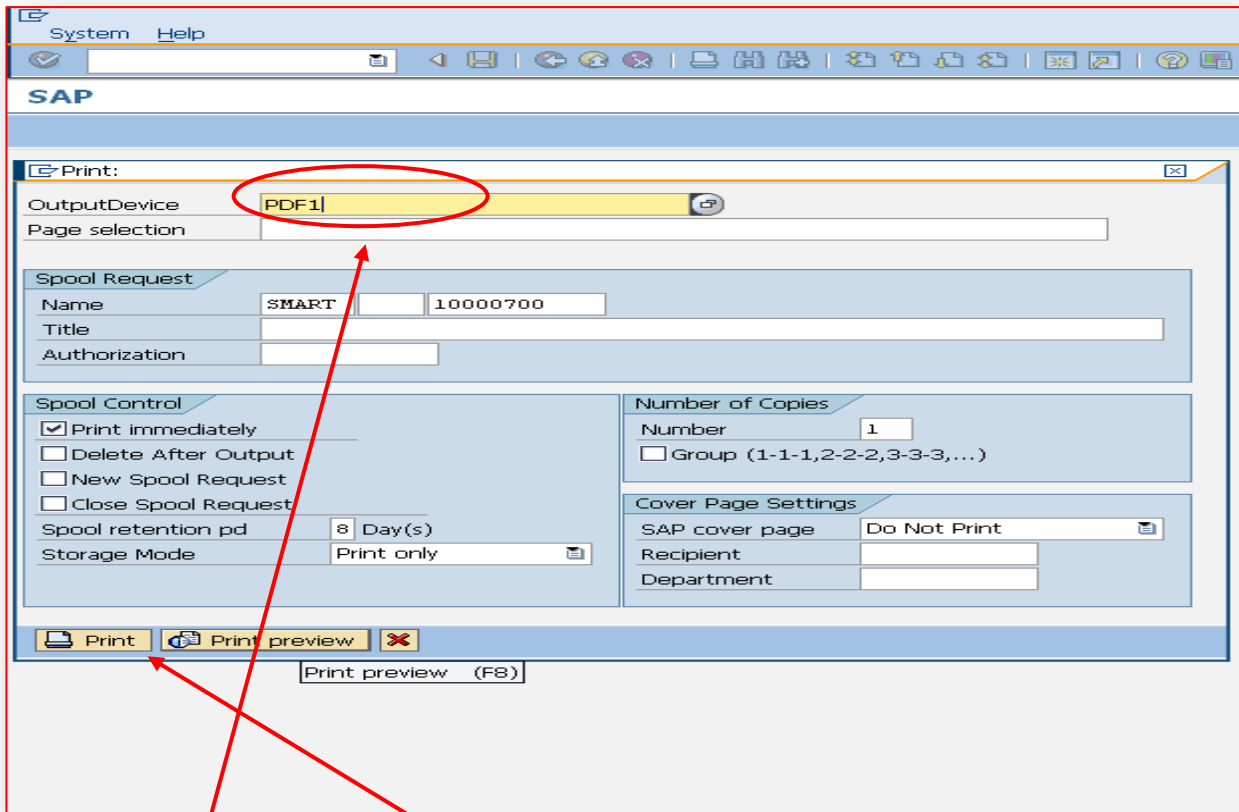 System Help
SAP
Print:
OutputDevice PDF1
Page selection
Spool Request
Name SMART 10000700
Title
Authorization
Spool Control
Print immediately
Delete After Output
New Spool Request
Close Spool Request
Spool retention pd 8 Day(s)
Storage Mode Print only
Number of Copies
Number 1
Group (1-1-1,2-2-2,3-3-3,...)
Cover Page Settings
SAP cover page Do Not Print
Recipient
Department
Print Print preview
Print preview (F8)